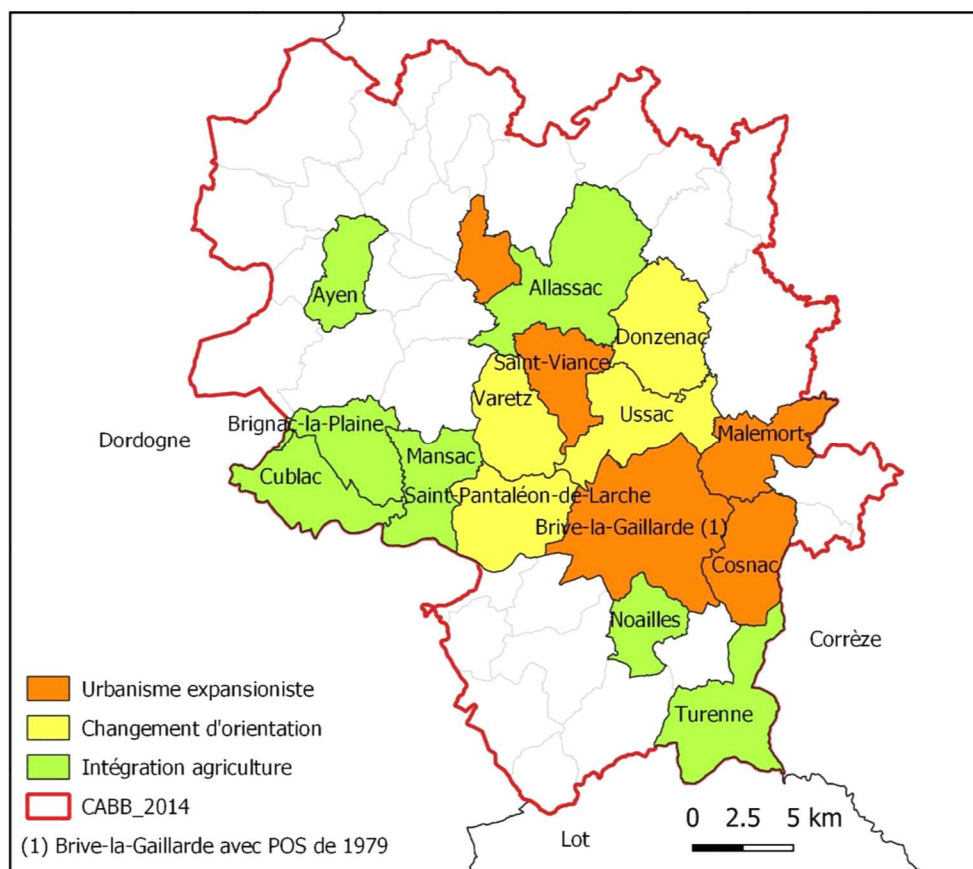 Allassac
Ayen
Donzenac
Saint-Viance
Varetz
Ussac
Brignac-la-Plaine
Malemort
Dordogne
Mansac
Cublac
Saint-Pantaléon-de-Larche
Brive-la-Gaillarde (1)
Cosnac
Noailles
Corrèze
Turenne
Urbanisme expansioniste
Changement d'orientation
Intégration agriculture
CABB_2014
(1) Brive-la-Gaillarde avec POS de 1979
0 2.5 5 km
Lot